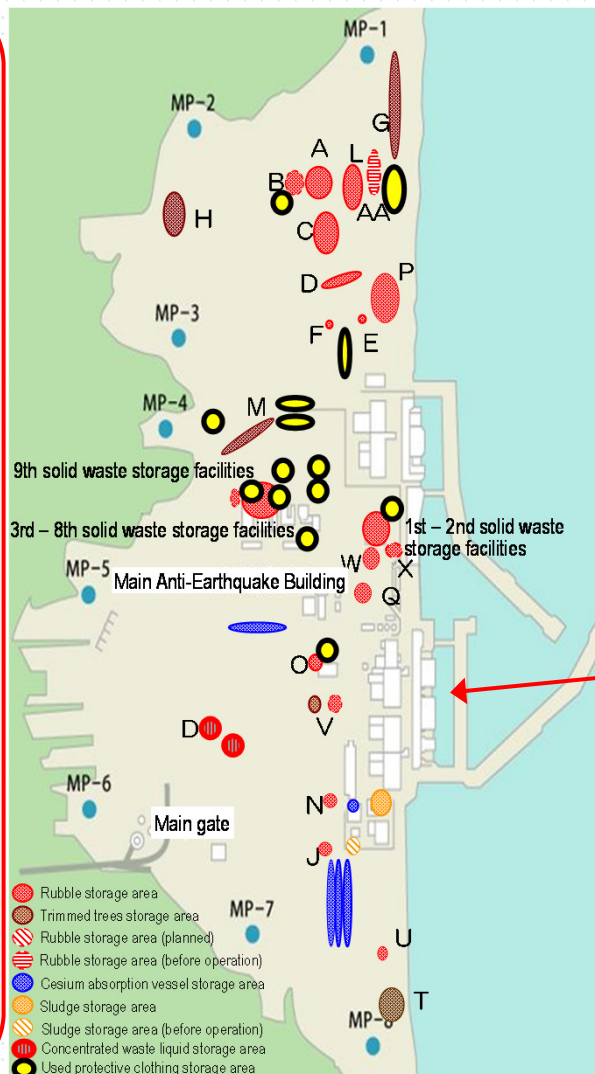 MP-1
G
MP-2
A
L
B
AA
H
C
D
P
F
E
MP-3
M
MP-4
9th solid waste storage facilities
3rd – 8th solid waste storage facilities
1st – 2nd solid waste
storage facilities
W
X
MP-5
Main Anti-Earthquake Building
Q
O
D
V
MP-6
N
Main gate
J
MP-7
U
T
MP-8
Rubble storage area
Trimmed trees storage area
Rubble storage area (planned)
Rubble storage area (before operation)
Cesium absorption vessel storage area
Sludge storage area
Sludge storage area (before operation)
Concentrated waste liquid storage area
Used protective clothing storage area